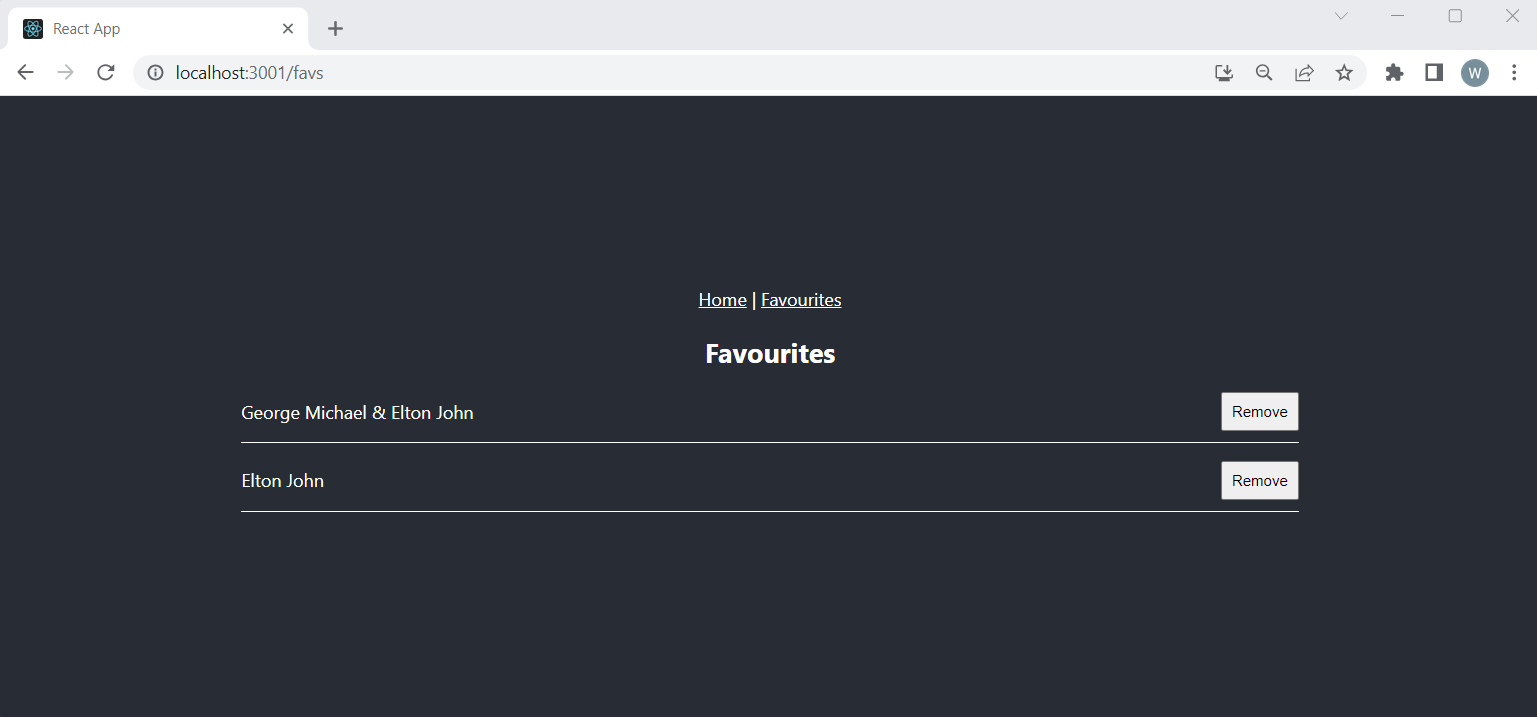 React App
localhost:3001/favs
W
Home | Favourites
Favourites
George Michael & Elton John Remove
Elton John Remove